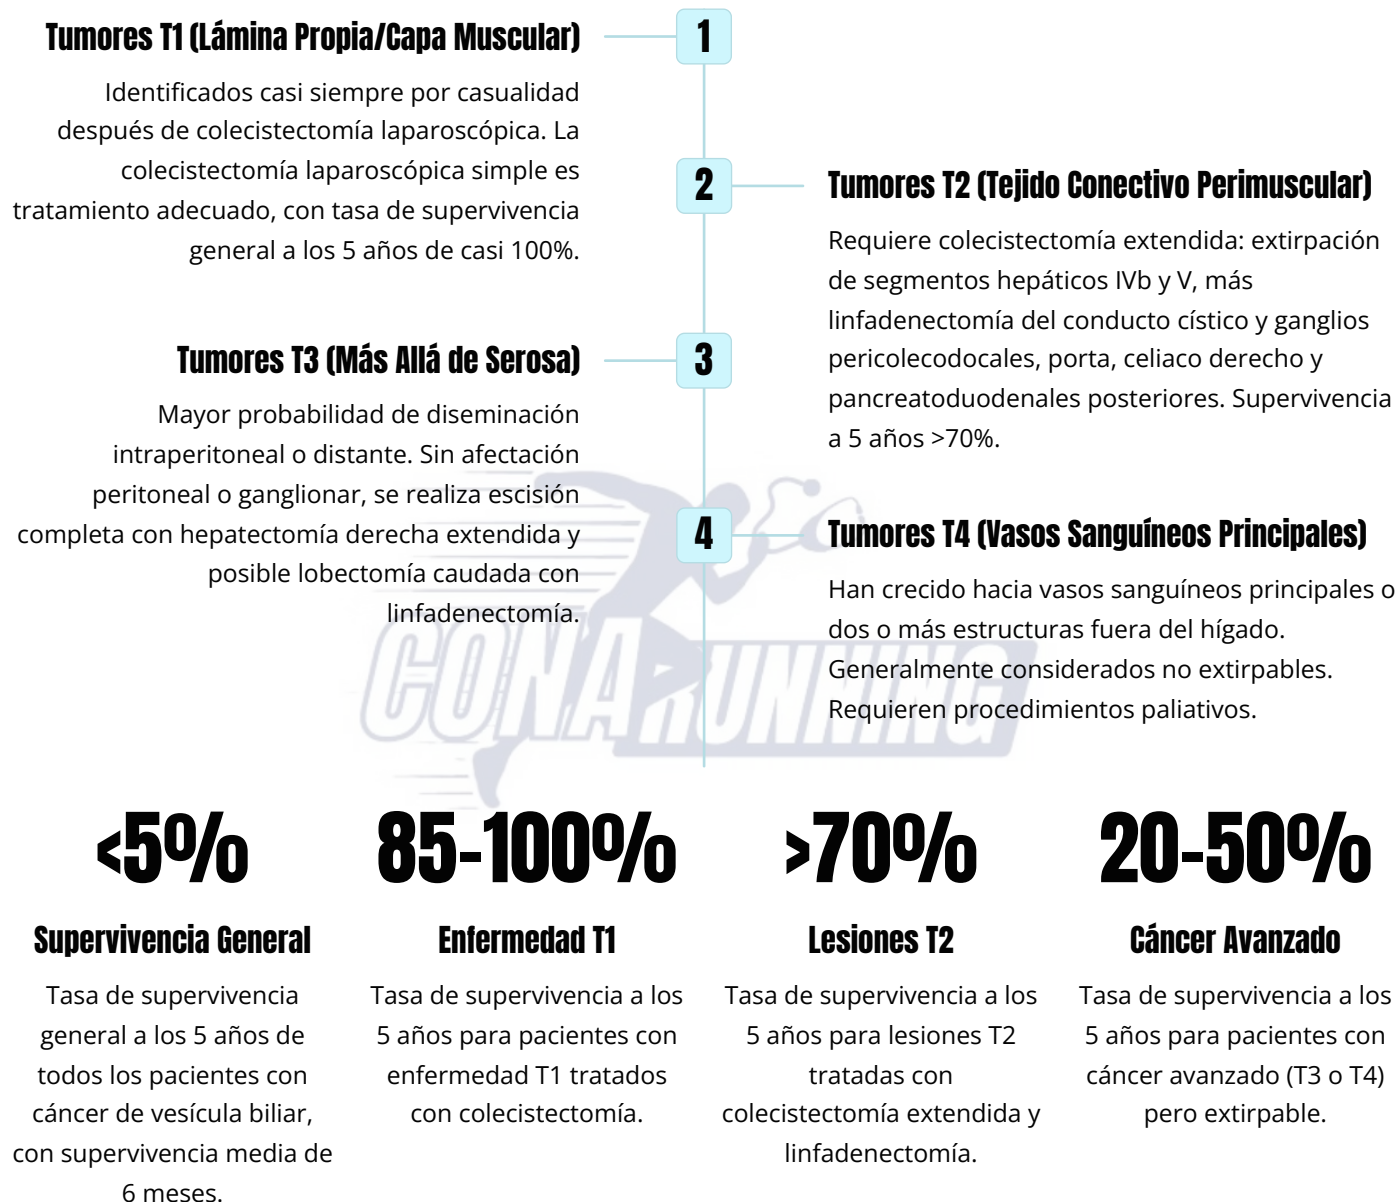 Tumores T1 (Lámina Propia/Capa Muscular)
1
Identificados casi siempre por casualidad
después de colecistectomía laparoscópica. La
colecistectomía laparoscópica simple es
tratamiento adecuado, con tasa de supervivencia
general a los 5 años de casi 100%.
2
Tumores T2 (Tejido Conectivo Perimuscular)
Requiere colecistectomía extendida: extirpación
de segmentos hepáticos IVb y V, más
linfadenectomía del conducto cístico y ganglios
pericolecodocales, porta, celiaco derecho y
pancreatoduodenales posteriores. Supervivencia
a 5 años >70%.
Tumores T3 (Más Allá de Serosa)
3
Mayor probabilidad de diseminación
intraperitoneal o distante. Sin afectación
peritoneal o ganglionar, se realiza escisión
completa con hepatectomía derecha extendida y
posible lobectomía caudada con
linfadenectomía.
4
Tumores T4 (Vasos Sanguíneos Principales)
Han crecido hacia vasos sanguíneos principales o
dos o más estructuras fuera del hígado.
Generalmente considerados no extirpables.
Requieren procedimientos paliativos.
CONARUNNING
<5%
Supervivencia General
Tasa de supervivencia
general a los 5 años de
todos los pacientes con
cáncer de vesícula biliar,
con supervivencia media de
6 meses.
85-100%
Enfermedad T1
Tasa de supervivencia a los
5 años para pacientes con
enfermedad T1 tratados
con colecistectomía.
>70%
Lesiones T2
Tasa de supervivencia a los
5 años para lesiones T2
tratadas con
colecistectomía extendida y
linfadenectomía.
20-50%
Cáncer Avanzado
Tasa de supervivencia a los
5 años para pacientes con
cáncer avanzado (T3 o T4)
pero extirpable.